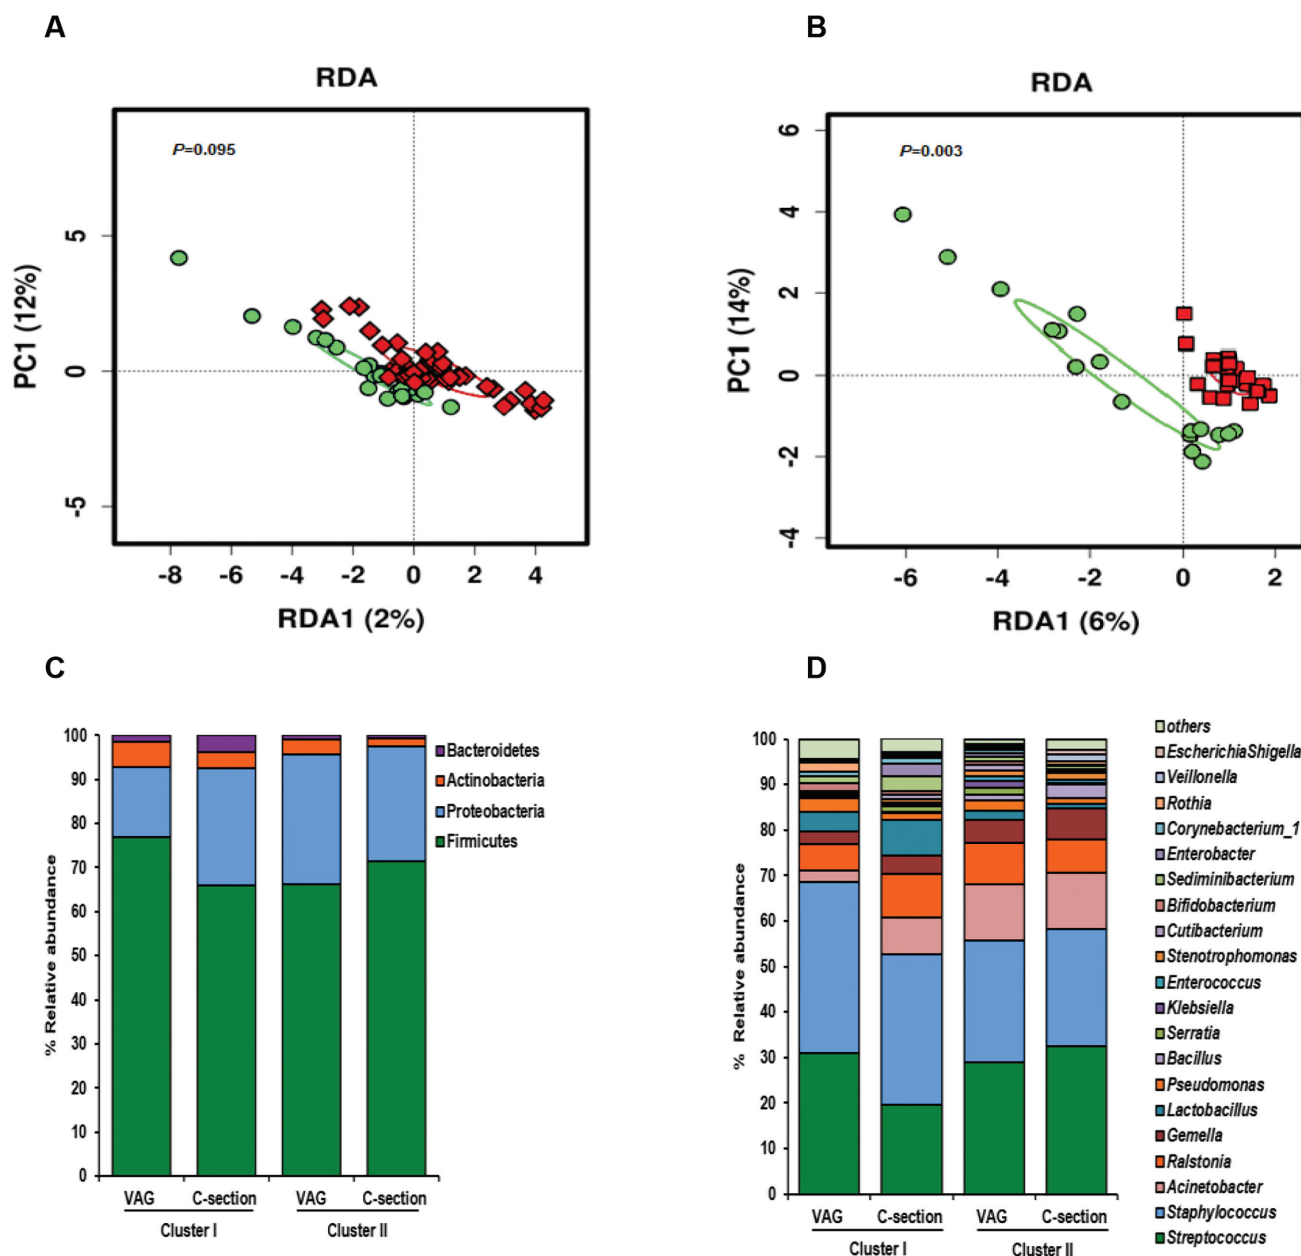 A
B
RDA
RDA
P=0.095
P=0.003
PC1 (12%)
5
0
-5
-8 -6 -4 -2 0 2 4
RDA1 (2%)
PC1 (14%)
6
4
2
0
-2
-4
-6 -4 -2 0 2
RDA1 (6%)
C
D
% Relative abundance
100
90
80
70
60
50
40
30
20
10
0
VAG C-section VAG C-section
Cluster I Cluster II
Bacteroidetes
Actinobacteria
Proteobacteria
Firmicutes
% Relative abundance
100
90
80
70
60
50
40
30
20
10
0
VAG C-section VAG C-section
Cluster I Cluster II
others
EscherichiaShigella
Veillonella
Rothia
Corynebacterium_1
Enterobacter
Sediminibacterium
Bifidobacterium
Cutibacterium
Stenotrophomonas
Enterococcus
Klebsiella
Serratia
Bacillus
Pseudomonas
Lactobacillus
Gemella
Ralstonia
Acinetobacter
Staphylococcus
Streptococcus